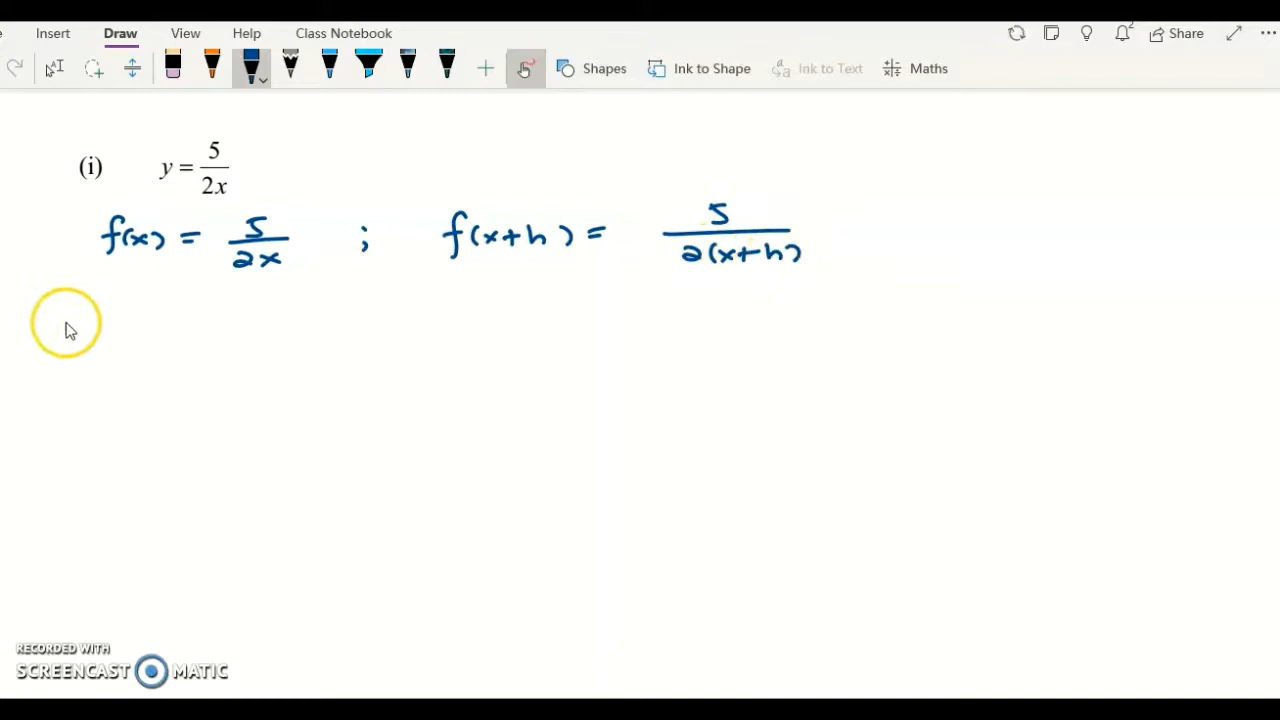 Insert Draw View Help Class Notebook 2 Share
A Shapes Ink to Shape a a Ink to Text Maths
(i) y = 5/2x
f(x) = 5/2x ; f(x+h) = 5/2(x+h)
RECORDED WITH
SCREENCAST MATIC